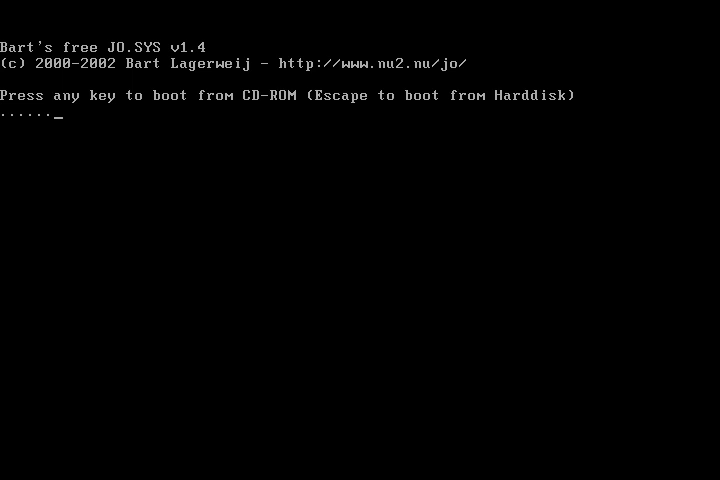 Bart's free JO.SYS v1.4
(c) 2000-2002 Bart Lagerweij - http://www.nu2.nu/jo/
Press any key to boot from CD-ROM (Escape to boot from Harddisk)
......_